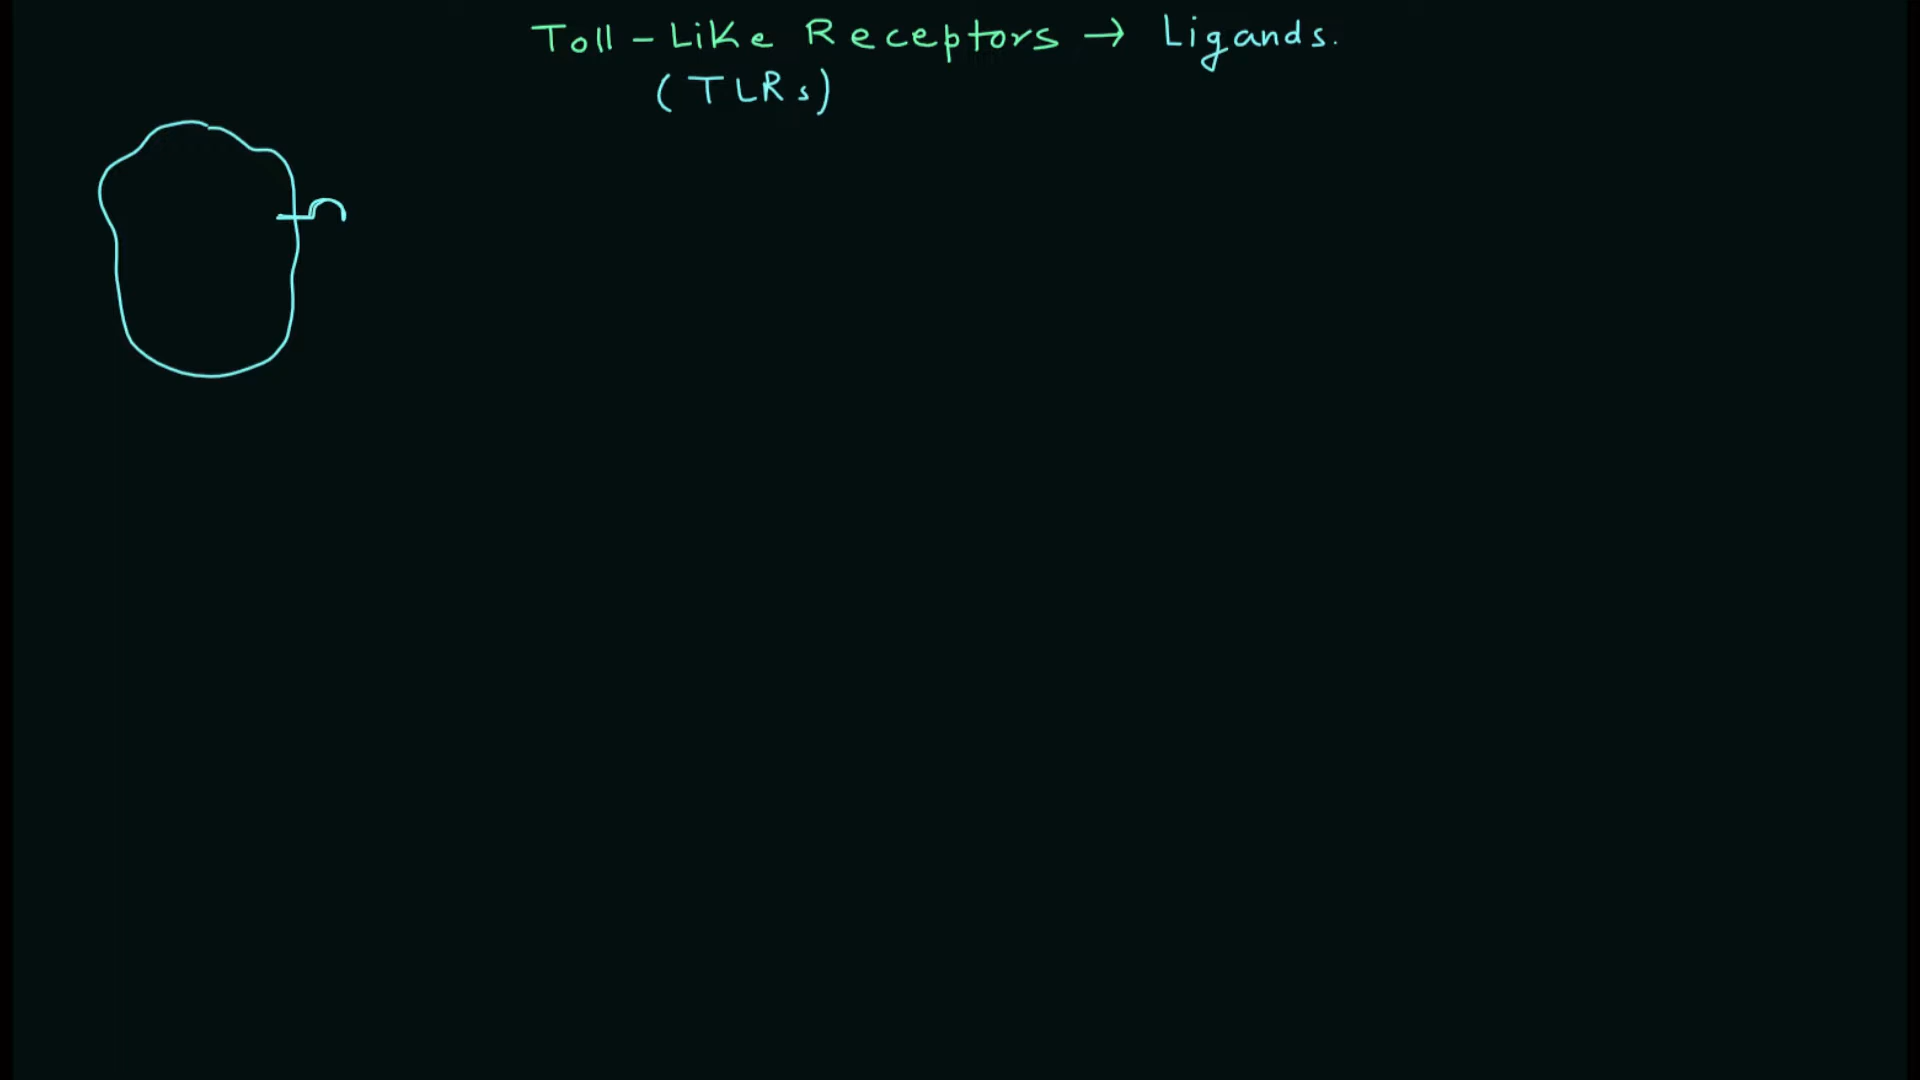 Toll-Like Receptors → Ligands.
(TLRs)